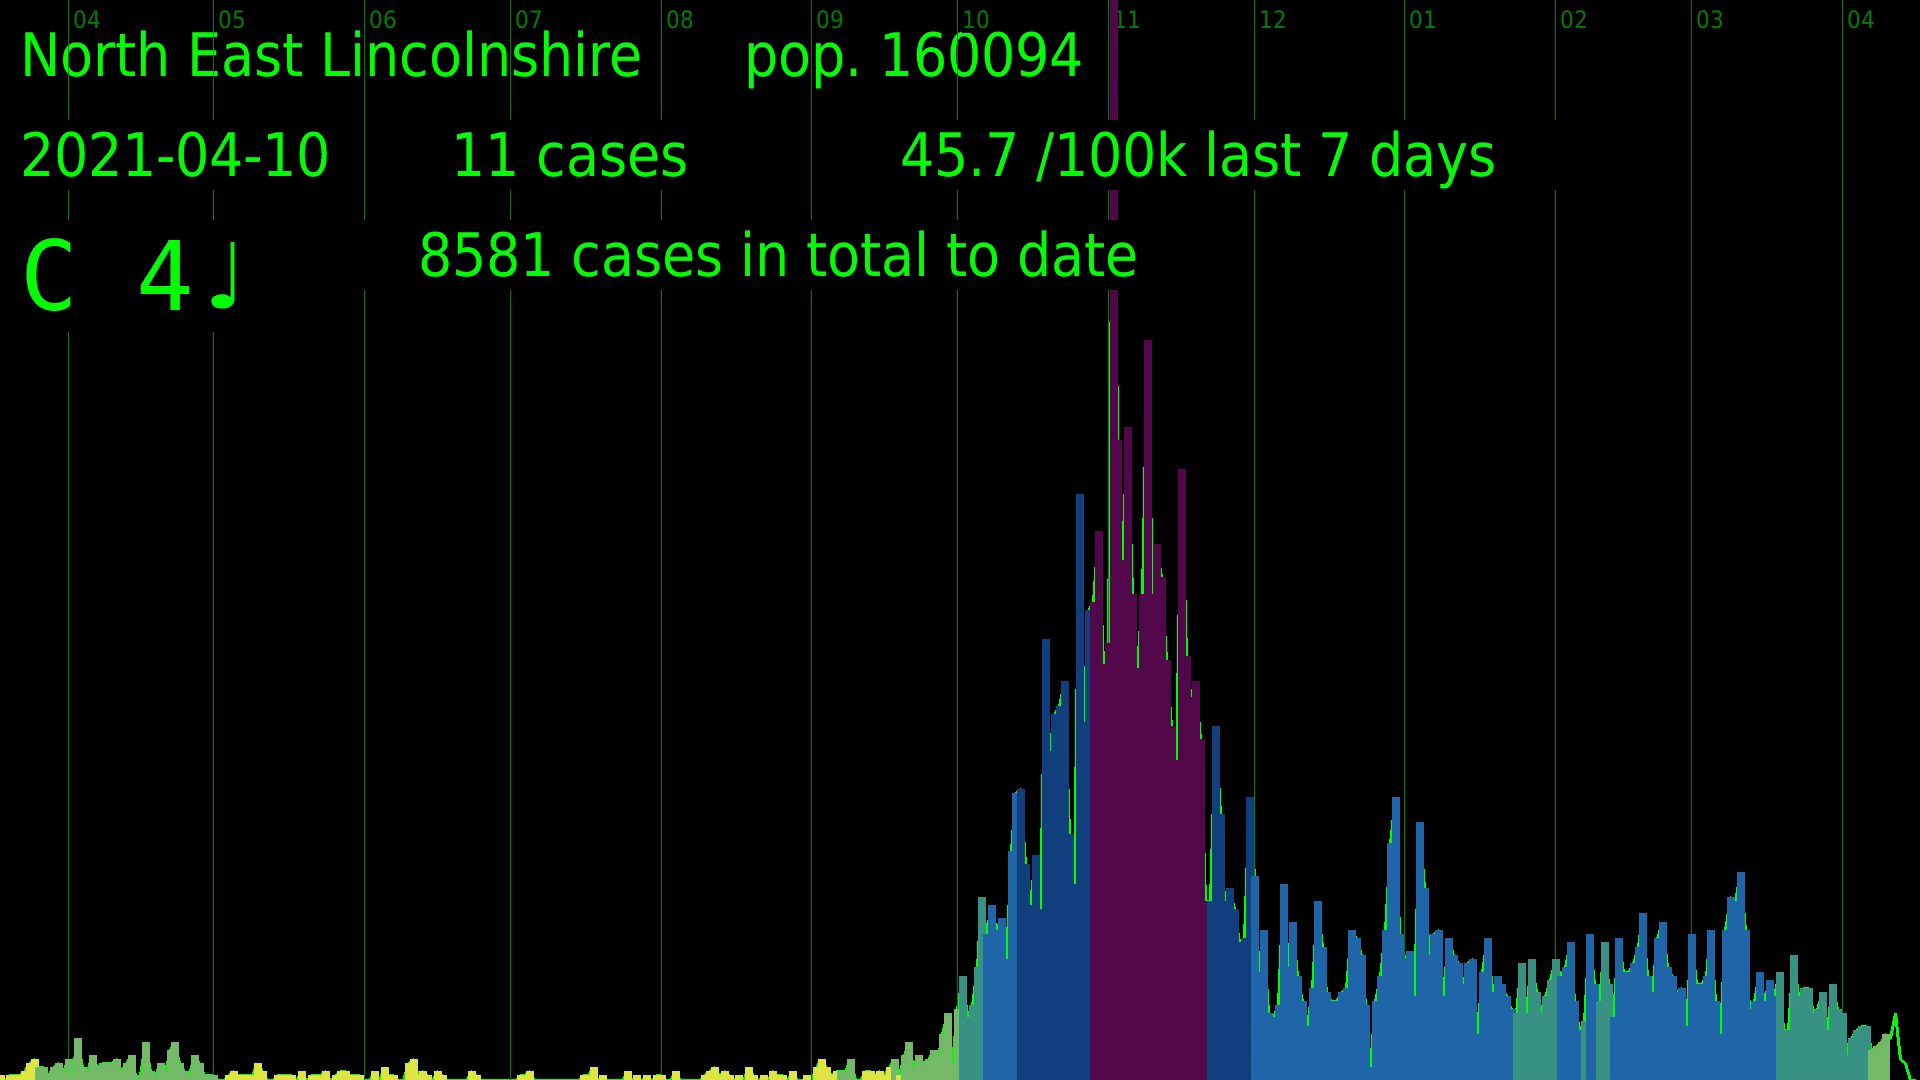 04 05 06 07 08 09 10 11 12 01 02 03 04
North East Lincolnshire pop. 160094
2021-04-10 11 cases 45.7 /100k last 7 days
C 4♩ 8581 cases in total to date